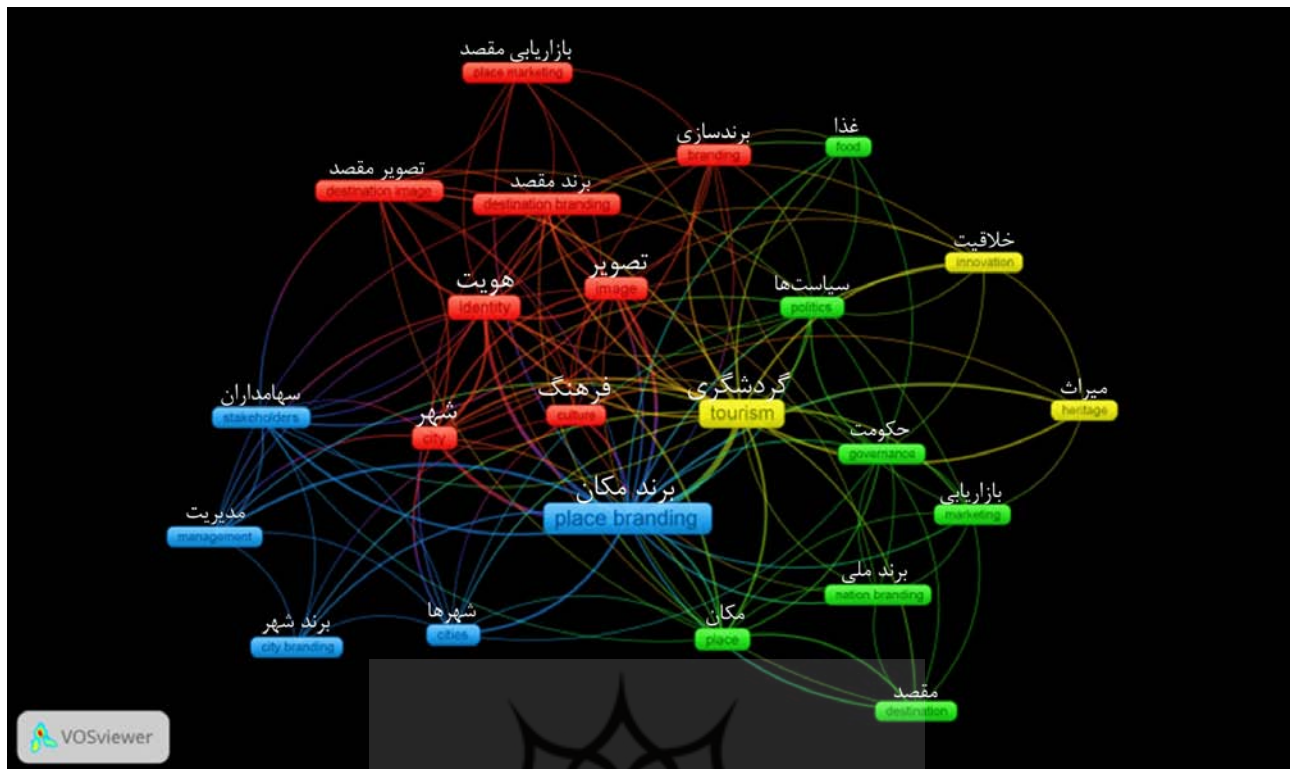 بازاریابی مقصد
place marketing
برندسازی
branding
غذا
food
تصویر مقصد
destination image
برند مقصد
destination branding
خلاقیت
innovation
هویت
identity
تصویر
image
سیاست‌ها
politics
سهامداران
stakeholders
شهر
city
فرهنگ
culture
گردشگری
tourism
میراث
heritage
حکومت
governance
برند مکان
place branding
بازاریابی
marketing
مدیریت
management
برند ملی
nation branding
برند شهر
city branding
شهرها
cities
مکان
place
مقصد
destination
VOSviewer